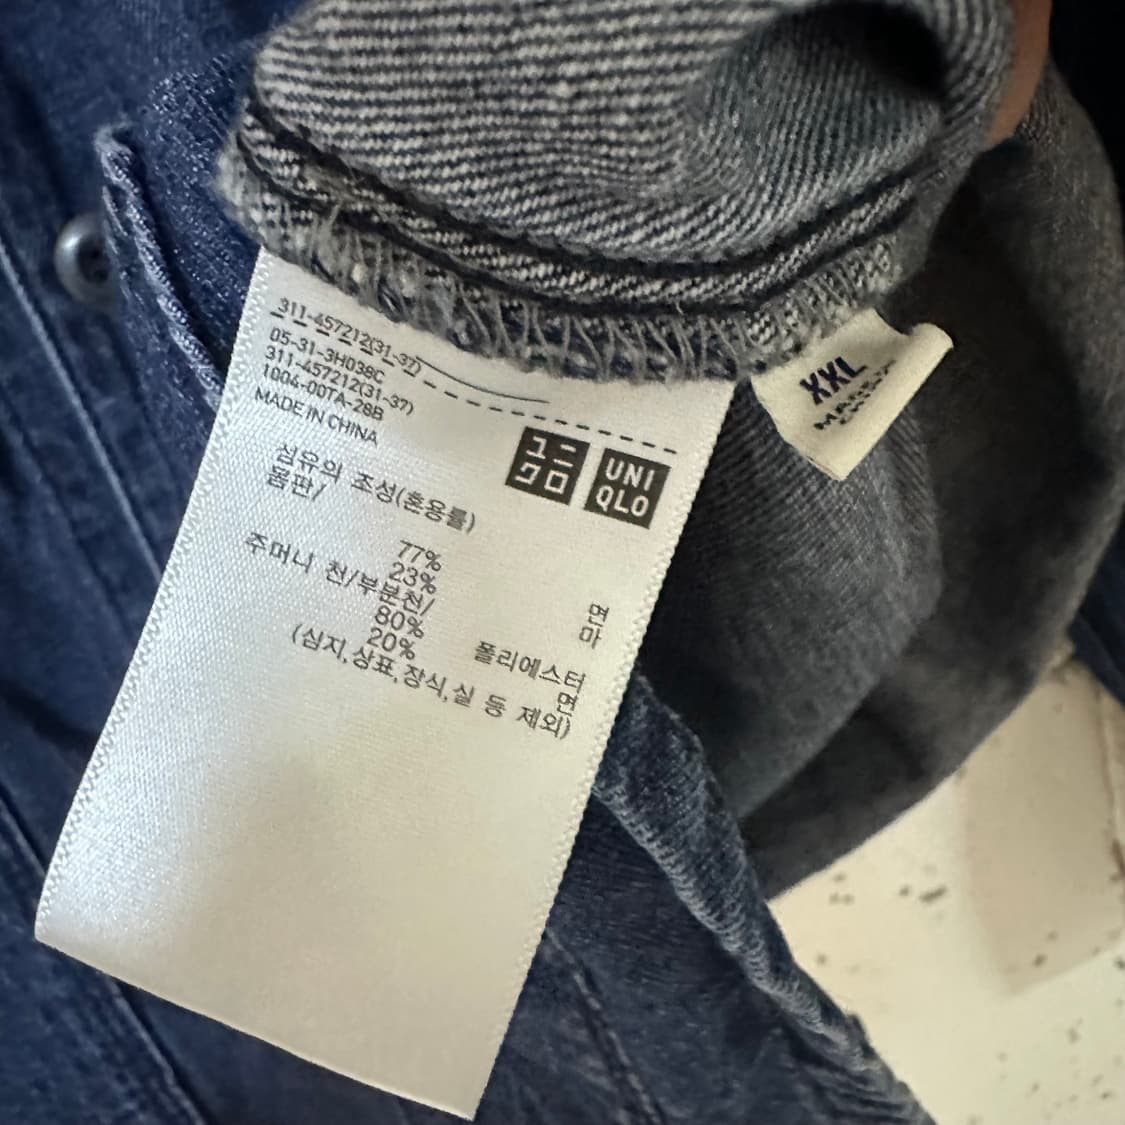 311-457212(31-37)
05-31-3H038C
311-457212(31-37)
1004-00TA-28B
MADE IN CHINA
ユニ
クロ
UNI
QLO
섬유의 조성(혼용률)
몸판/
77% 면
23% 마
주머니 천/부분천/
80% 폴리에스터
20% 면
(심지,상표,장식,실 등 제외)
XXL
MADE